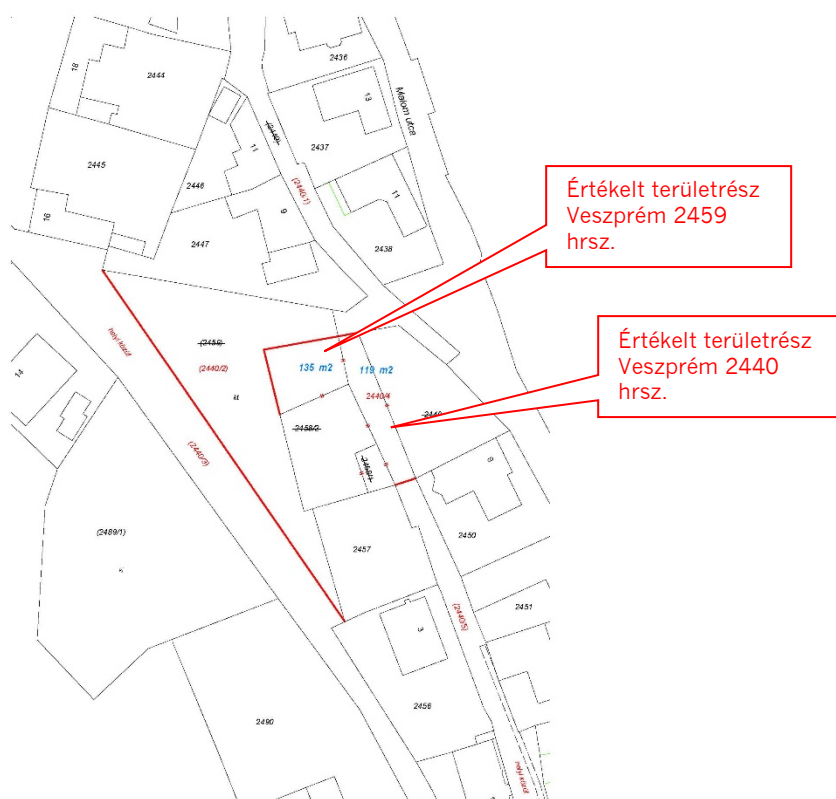 2436
18
2444
Malom utca
13
(2440)
2437
2445
11
2446
(2440/1)
11
16
9
2438
2447
Értékelt területrész
Veszprém 2459
hrsz.
helyi közút
(2459)
(2440/2)
135 m2
119 m2
Értékelt területrész
Veszprém 2440
hrsz.
14
2440/4
2449
2458/2
2458/1
8
(2440/3)
(2489/1)
2457
2450
2451
(2440/5)
3
2456
2490
helyi közút